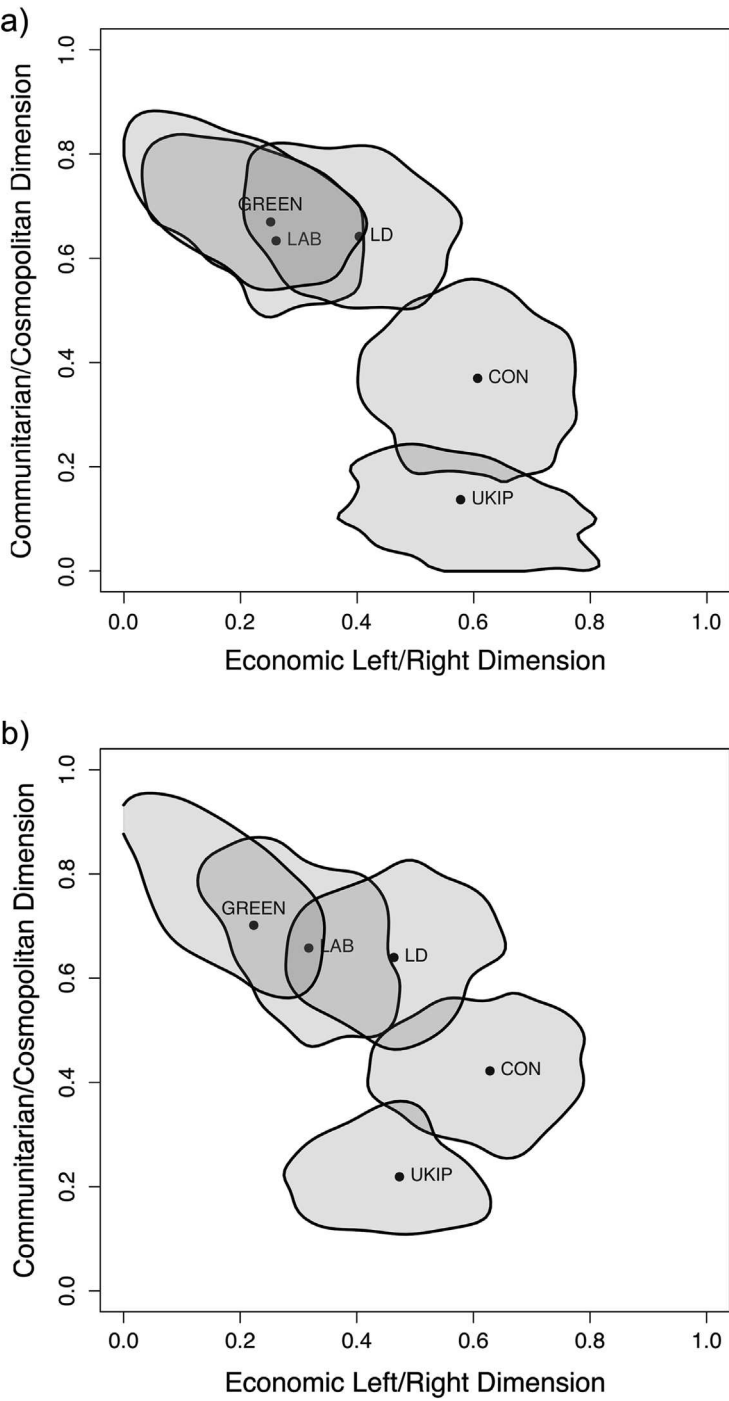 a)
Communitarian/Cosmopolitan Dimension
1.0
0.8
0.6
0.4
0.2
0.0
GREEN
LAB
LD
CON
UKIP
0.0 0.2 0.4 0.6 0.8 1.0
Economic Left/Right Dimension
b)
Communitarian/Cosmopolitan Dimension
1.0
0.8
0.6
0.4
0.2
0.0
GREEN
LAB
LD
CON
UKIP
0.0 0.2 0.4 0.6 0.8 1.0
Economic Left/Right Dimension